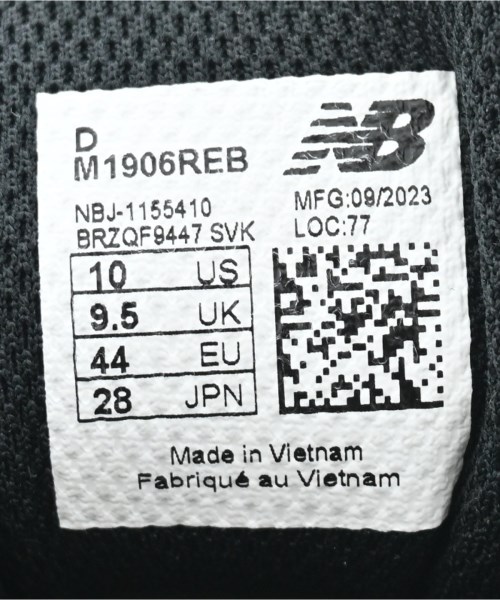 D
M1906REB
NB
NBJ-1155410
BRZQF9447 SVK
MFG:09/2023
LOC:77
10 US
9.5 UK
44 EU
28 JPN
Made in Vietnam
Fabriqué au Vietnam